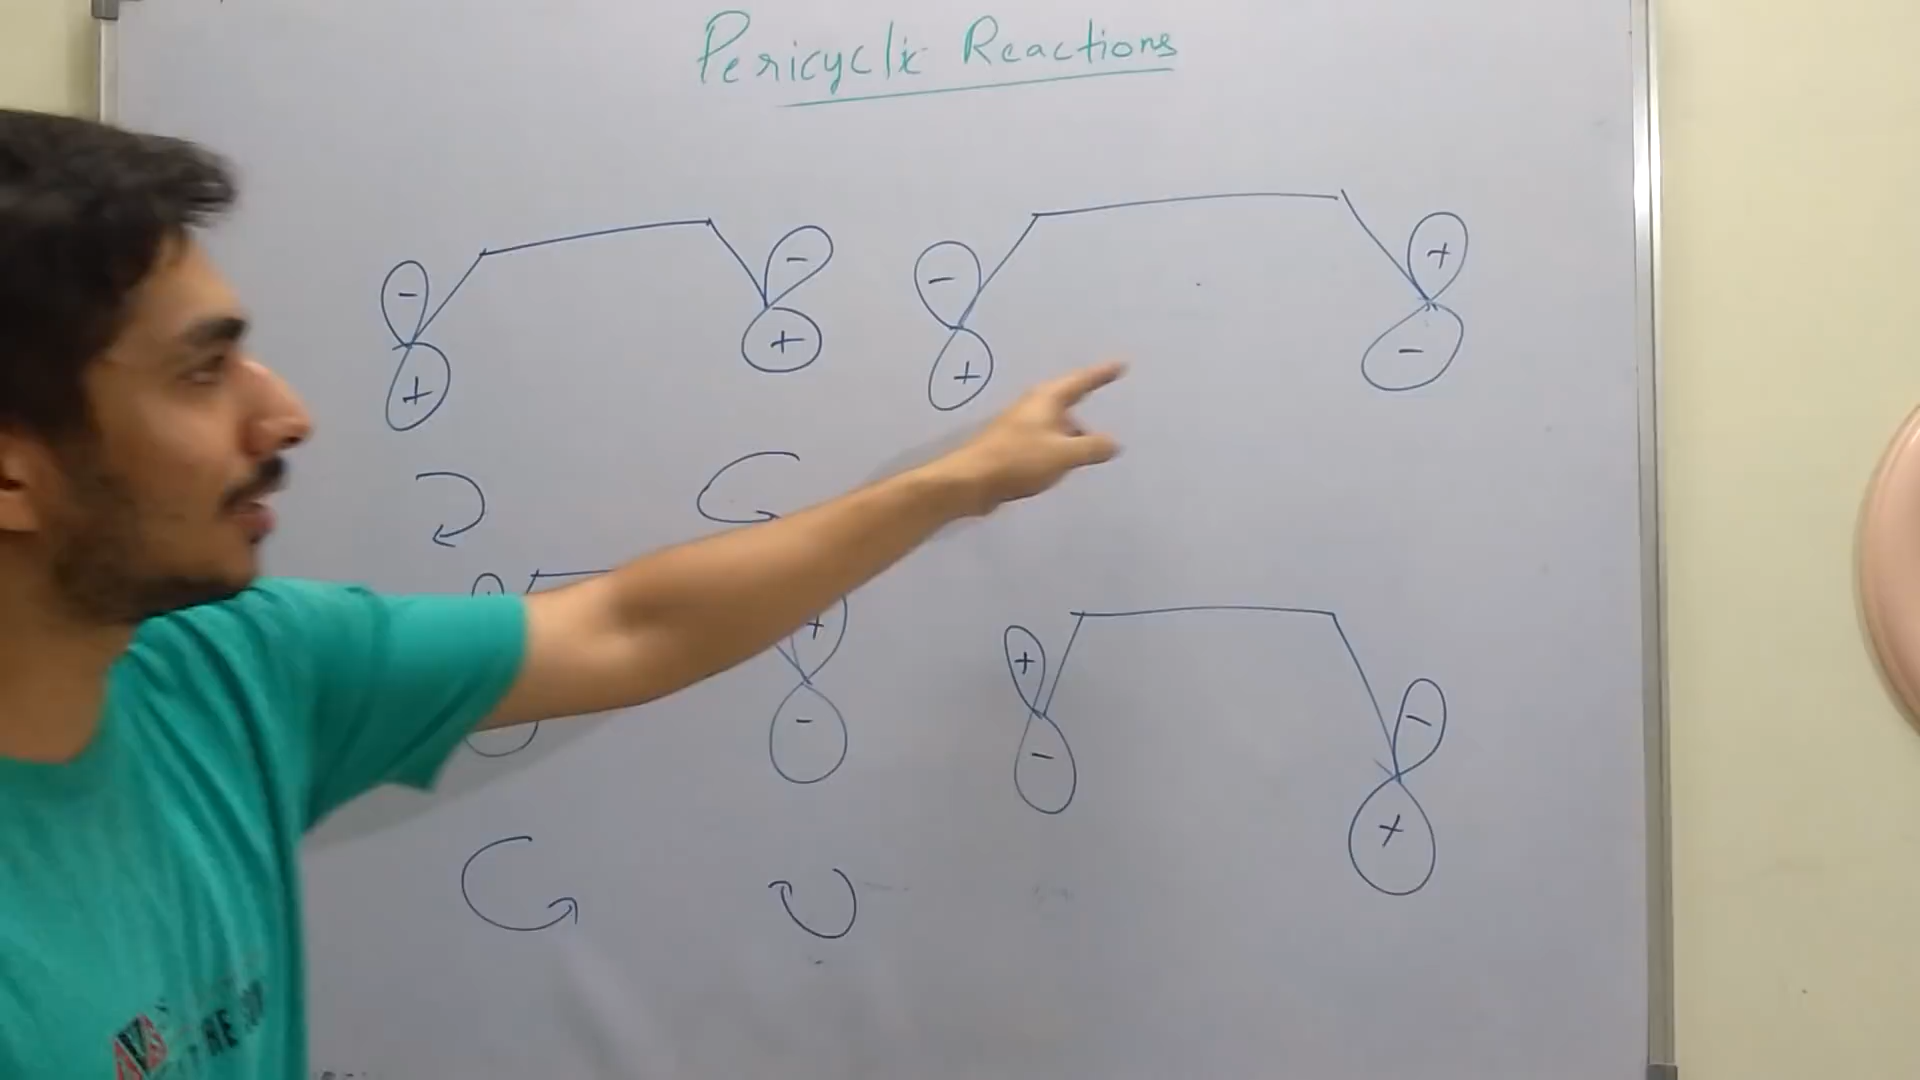 Pericyclic Reactions
- - - +
+ + + -
+ + -
- - +